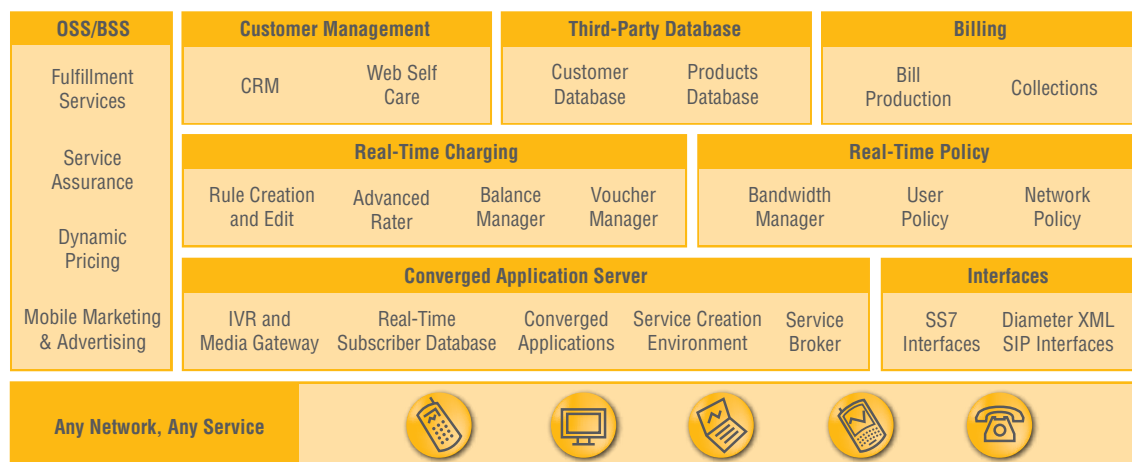 OSS/BSS
Fulfillment
Services
Service
Assurance
Dynamic
Pricing
Mobile Marketing
& Advertising
Customer Management
CRM
Web Self
Care
Third-Party Database
Customer
Database
Products
Database
Billing
Bill
Production
Collections
Real-Time Charging
Rule Creation
and Edit
Advanced
Rater
Balance
Manager
Voucher
Manager
Real-Time Policy
Bandwidth
Manager
User
Policy
Network
Policy
Converged Application Server
IVR and
Media Gateway
Real-Time
Subscriber Database
Converged
Applications
Service Creation
Environment
Service
Broker
Interfaces
SS7
Interfaces
Diameter XML
SIP Interfaces
Any Network, Any Service